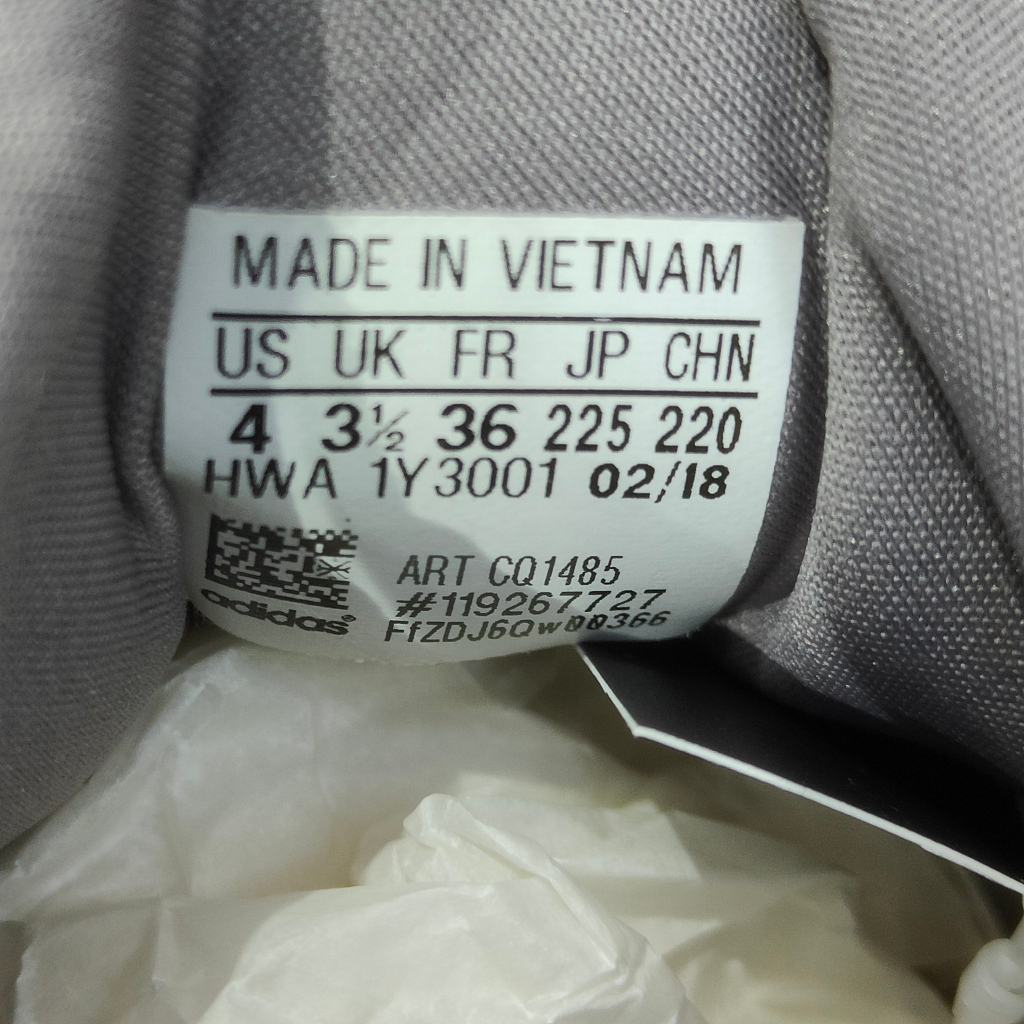 MADE IN VIETNAM
US UK FR JP CHN
4 3½ 36 225 220
HWA 1Y3001 02/18
ART CQ1485
#119267727
FfZDJ6Qw00366
adidas